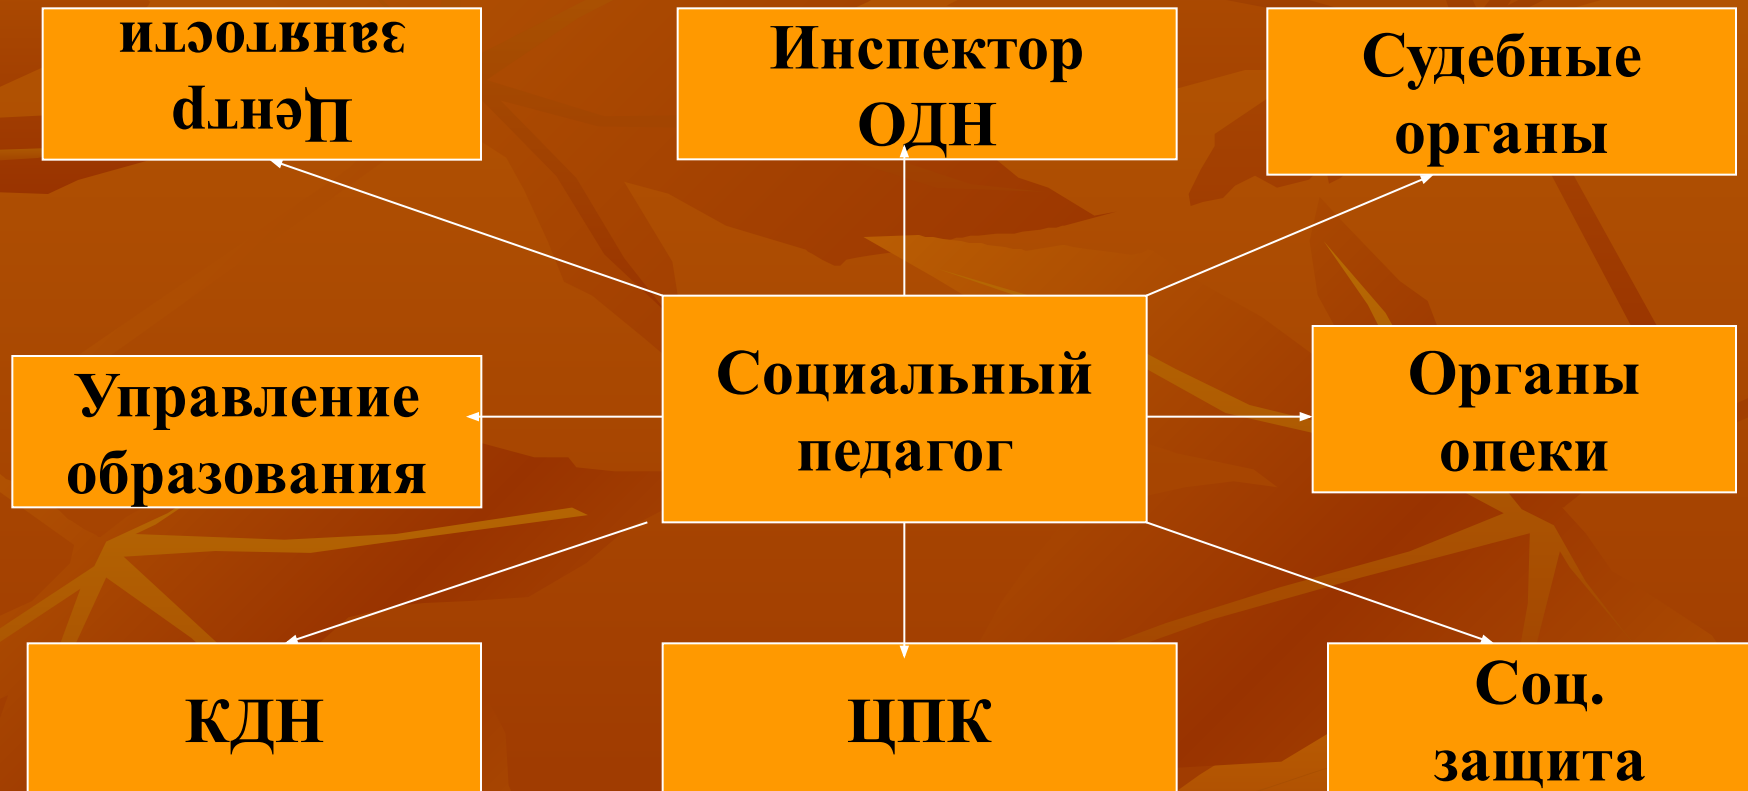 Центр
занятости
Инспектор
ОДН
Судебные
органы
Управление
образования
Социальный
педагог
Органы
опеки
КДН
ЦПК
Соц.
защита